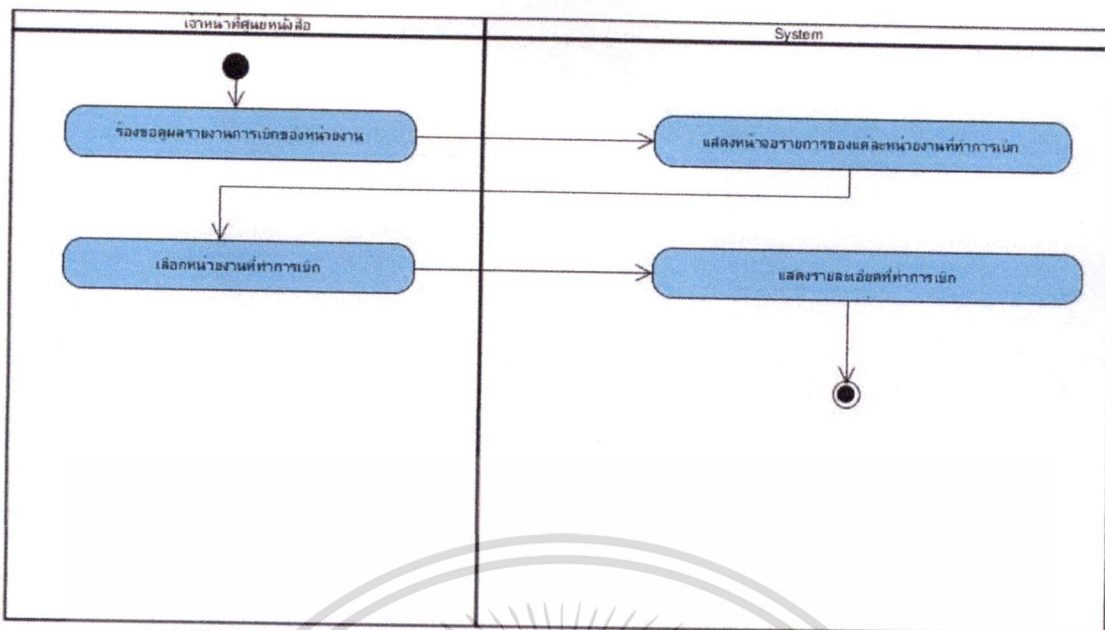 เจ้าหน้าที่ศูนย์หนังสือ
System
ร้องขอดูผลรายงานการเบิกของหน่วยงาน
แสดงหน้าจอรายการของแต่ละหน่วยงานที่ทำการเบิก
เลือกหน่วยงานที่ทำการเบิก
แสดงรายละเอียดที่ทำการเบิก